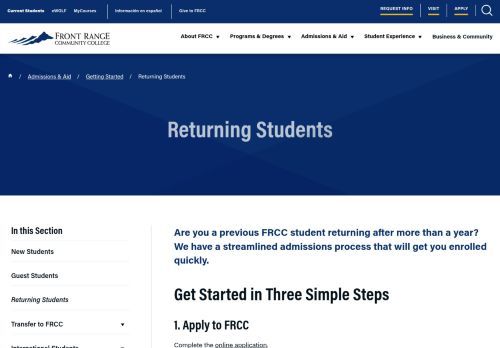 Current Students eWOLF MyCourses Información en español Give to FRCC REQUEST INFO VISIT APPLY
FRONT RANGE
COMMUNITY COLLEGE
About FRCC Programs & Degrees Admissions & Aid Student Experience Business & Community
/ Admissions & Aid / Getting Started / Returning Students
Returning Students
In this Section
New Students
Guest Students
Returning Students
Transfer to FRCC
International Students
Are you a previous FRCC student returning after more than a year?
We have a streamlined admissions process that will get you enrolled
quickly.
Get Started in Three Simple Steps
1. Apply to FRCC
Complete the online application: